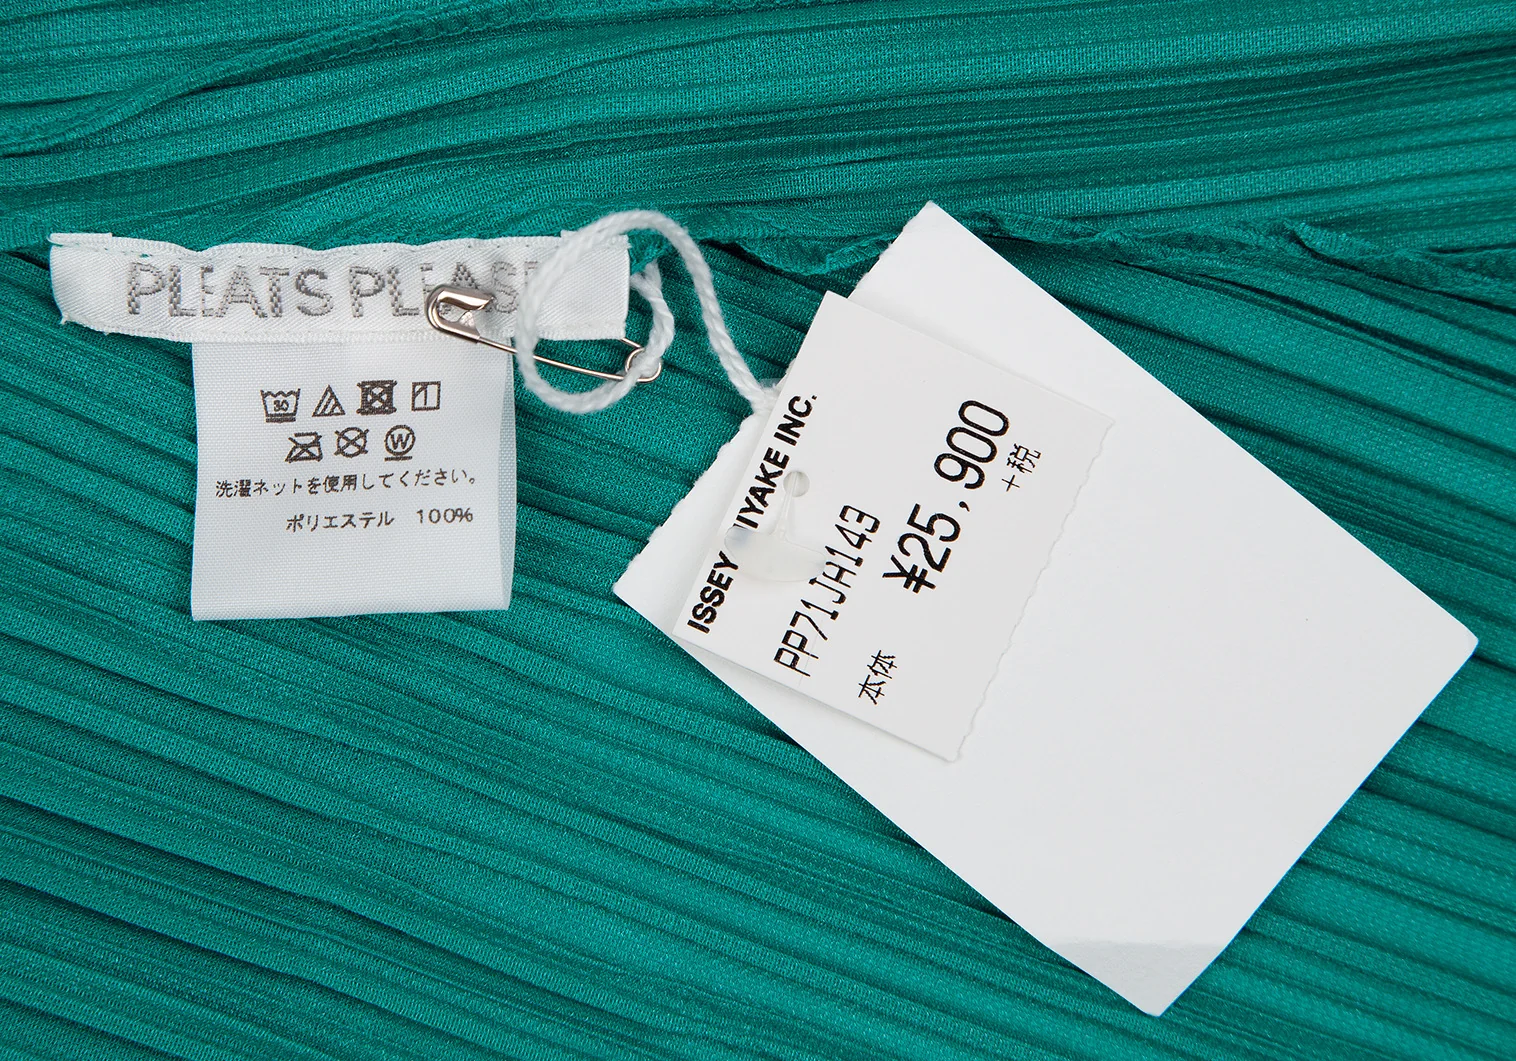 PLEATS PLEASE
30
W
洗濯ネットを使用してください。
ポリエステル 100%
ISSEY MIYAKE INC.
PP71JH143
本体 ¥25,900
+税